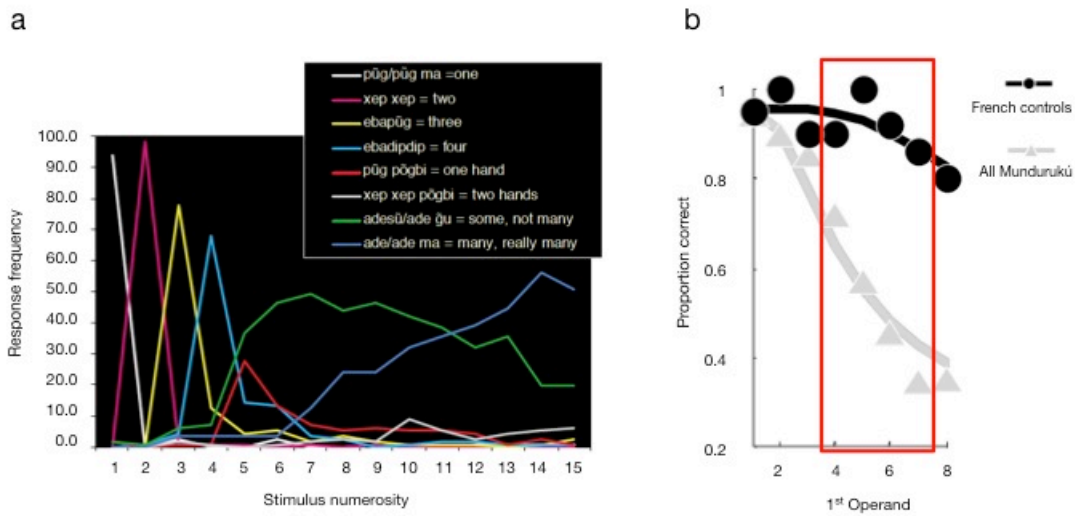 a
b
pũg/pũg ma =one
xep xep = two
ebapũg = three
ebadipdip = four
pũg põgbi = one hand
xep xep põgbi = two hands
adesũ/ade g̃u = some, not many
ade/ade ma = many, really many
100.0
90.0
80.0
70.0
60.0
50.0
40.0
30.0
20.0
10.0
0.0
Response frequency
1 2 3 4 5 6 7 8 9 10 11 12 13 14 15
Stimulus numerosity
1
0.8
0.6
0.4
0.2
Proportion correct
2 4 6 8
1st Operand
French controls
All Mundurukú